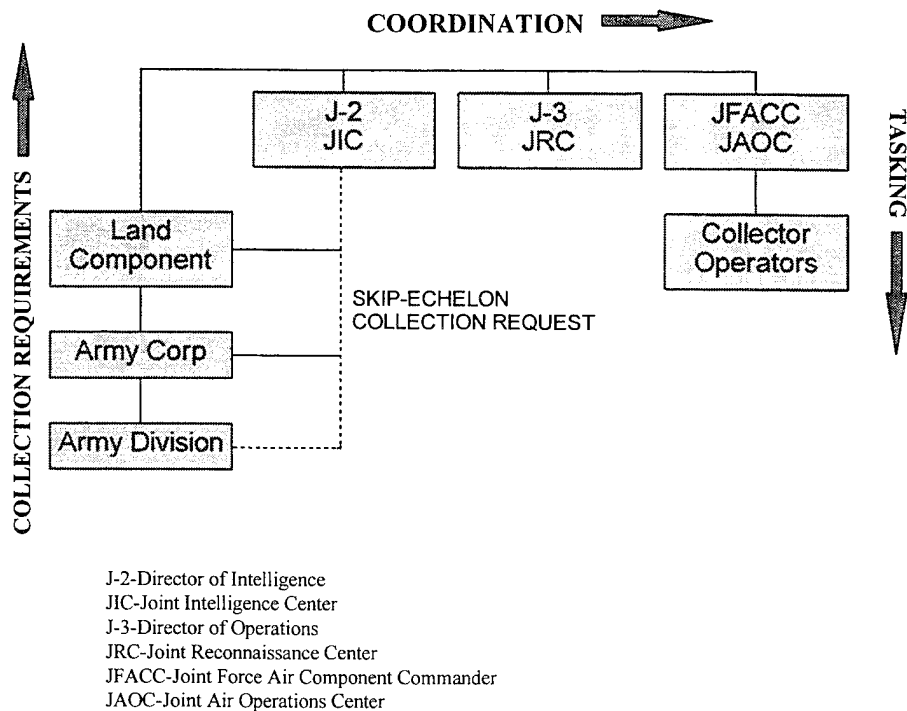 COORDINATION
COLLECTION REQUIREMENTS
TASKING
J-2
JIC
J-3
JRC
JFACC
JAOC
Land
Component
Collector
Operators
SKIP-ECHELON
COLLECTION REQUEST
Army Corp
Army Division
J-2-Director of Intelligence
JIC-Joint Intelligence Center
J-3-Director of Operations
JRC-Joint Reconnaissance Center
JFACC-Joint Force Air Component Commander
JAOC-Joint Air Operations Center